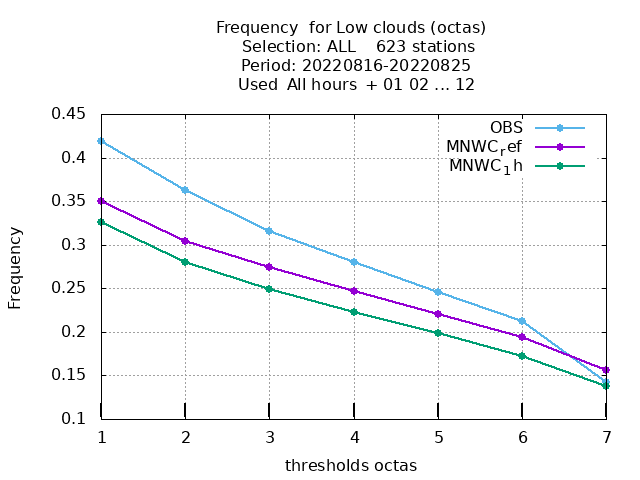 Frequency  for Low clouds (octas)
Selection: ALL    623 stations
Period: 20220816-20220825
Used  All hours  + 01 02 ... 12
0.45
0.4
0.35
0.3
0.25
0.2
0.15
0.1
Frequency
OBS
MNWC_ref
MNWC_1h
1 2 3 4 5 6 7
thresholds octas